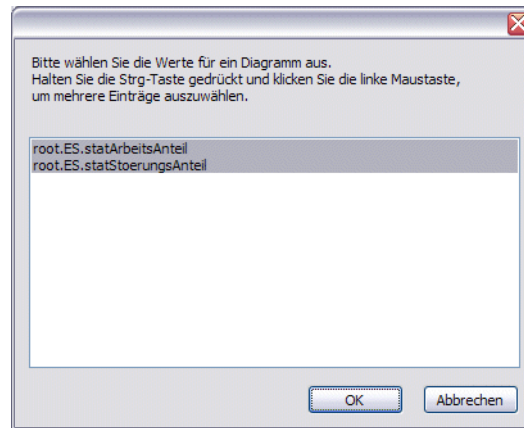 Bitte wählen Sie die Werte für ein Diagramm aus.
Halten Sie die Strg-Taste gedrückt und klicken Sie die linke Maustaste,
um mehrere Einträge auszuwählen.
root.ES.statArbeitsAnteil
root.ES.statStoerungsAnteil
OK
Abbrechen